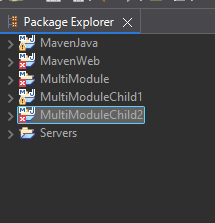 Package Explorer
MavenJava
MavenWeb
MultiModule
MultiModuleChild1
MultiModuleChild2
Servers